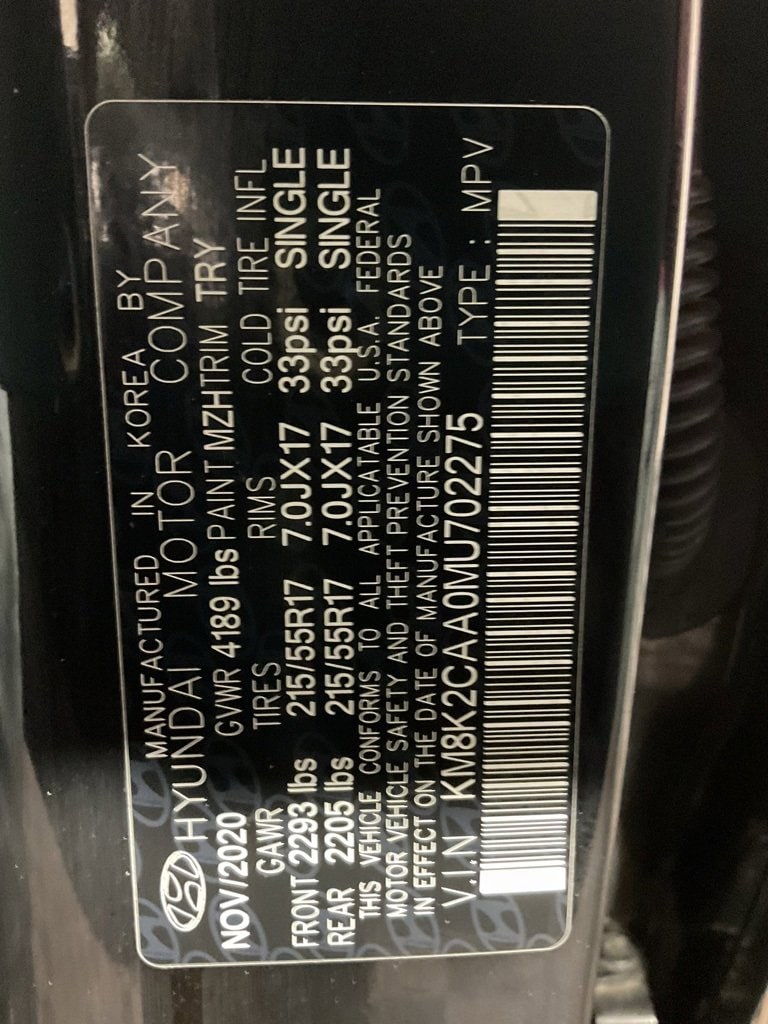 MANUFACTURED IN KOREA BY
HYUNDAI MOTOR COMPANY
NOV/2020 GVWR 4189 lbs PAINT MZH TRIM TRY
GAWR TIRES RIMS COLD TIRE INFL
FRONT 2293 lbs 215/55R17 7.0JX17 33psi SINGLE
REAR 2205 lbs 215/55R17 7.0JX17 33psi SINGLE
THIS VEHICLE CONFORMS TO ALL APPLICATABLE U.S.A. FEDERAL
MOTOR VEHICLE SAFETY AND THEFT PREVENTION STANDARDS
IN EFFECT ON THE DATE OF MANUFACTURE SHOWN ABOVE
V.I.N KM8K2CAA0MU702275 TYPE : MPV